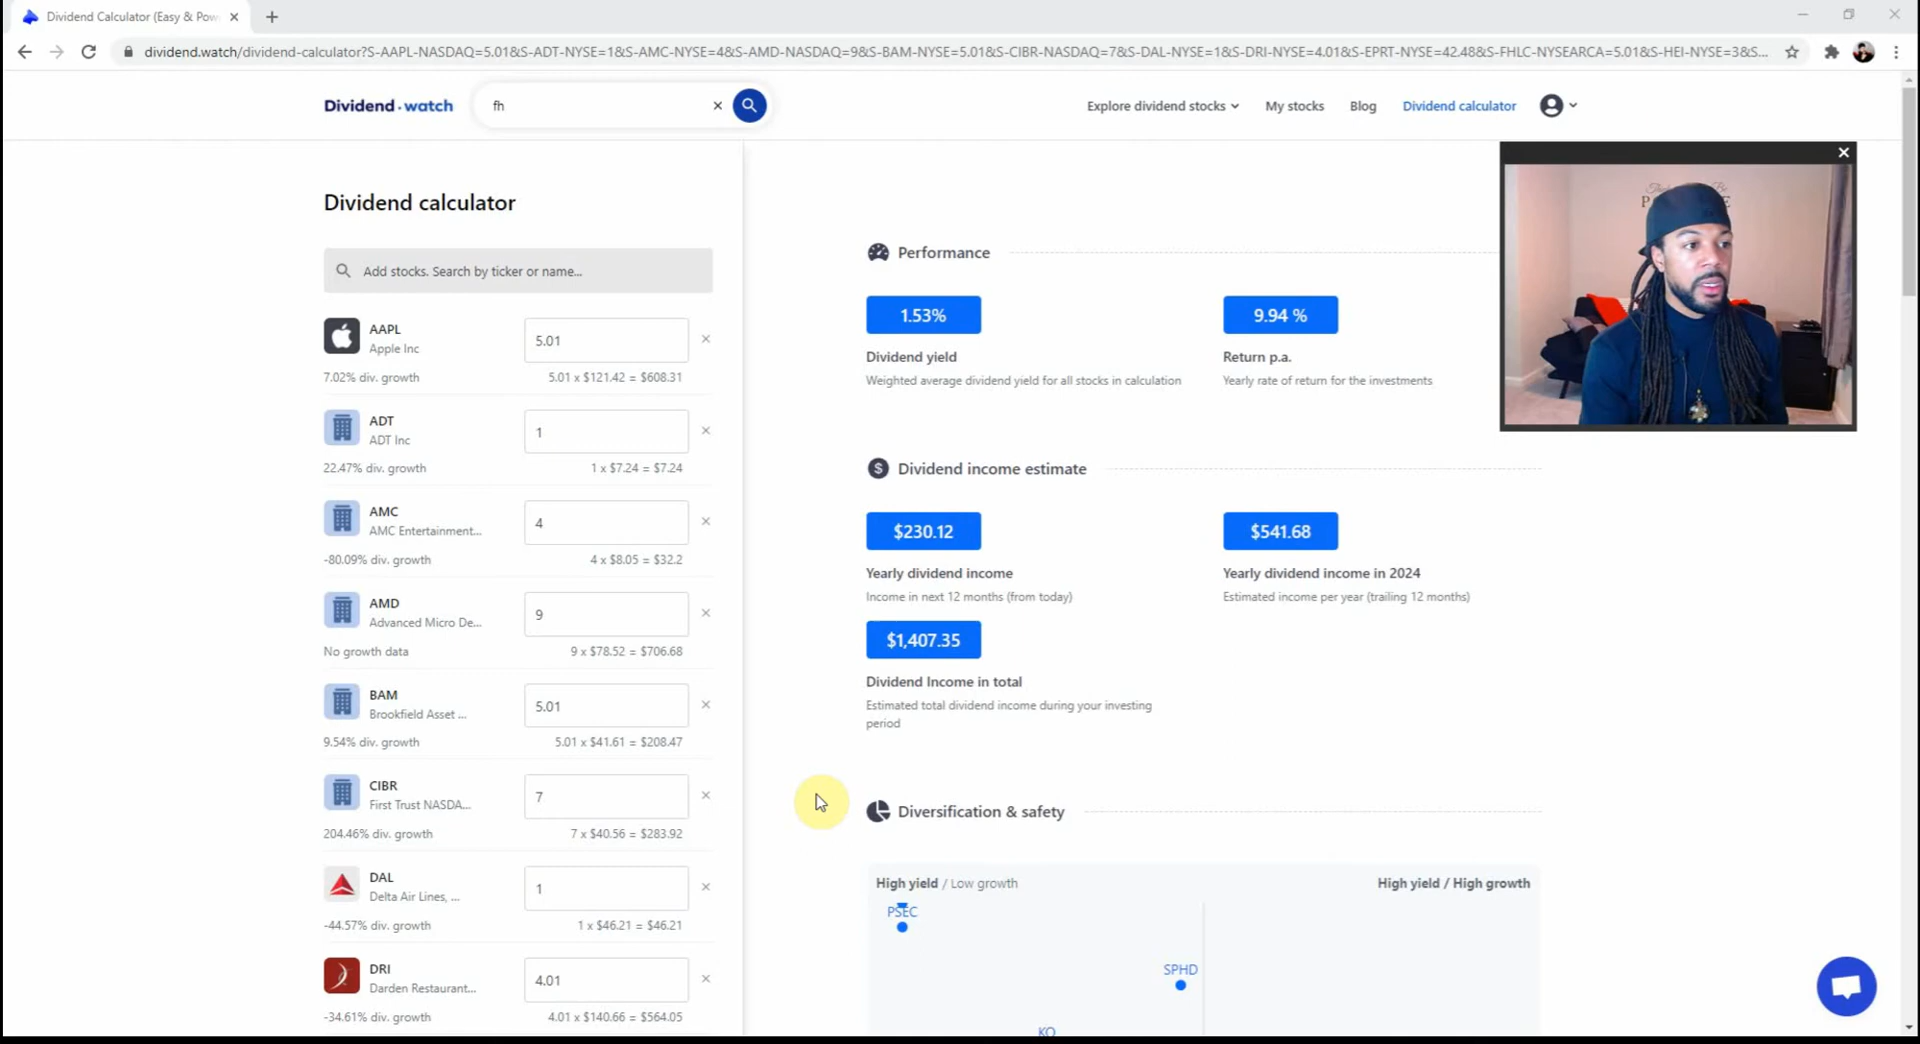 Dividend Calculator (Easy & Pow
dividend.watch/dividend-calculator?S-AAPL-NASDAQ=5.01&S-ADT-NYSE=1&S-AMC-NYSE=4&S-AMD-NASDAQ=9&S-BAM-NYSE=5.01&S-CIBR-NASDAQ=7&S-DAL-NYSE=1&S-DRI-NYSE=4.01&S-EPRT-NYSE=42.48&S-FHLC-NYSEARCA=5.01&S-HEI-NYSE=3&S...
Dividend·watch
fh
Explore dividend stocks
My stocks
Blog
Dividend calculator
Dividend calculator
Add stocks. Search by ticker or name...
AAPL
Apple Inc
5.01
7.02% div. growth
5.01 x $121.42 = $608.31
ADT
ADT Inc
1
22.47% div. growth
1 x $7.24 = $7.24
AMC
AMC Entertainment...
4
-80.09% div. growth
4 x $8.05 = $32.2
AMD
Advanced Micro De...
9
No growth data
9 x $78.52 = $706.68
BAM
Brookfield Asset ...
5.01
9.54% div. growth
5.01 x $41.61 = $208.47
CIBR
First Trust NASDA...
7
204.46% div. growth
7 x $40.56 = $283.92
DAL
Delta Air Lines, ...
1
-44.57% div. growth
1 x $46.21 = $46.21
DRI
Darden Restaurant...
4.01
-34.61% div. growth
4.01 x $140.66 = $564.05
Performance
1.53%
Dividend yield
Weighted average dividend yield for all stocks in calculation
9.94 %
Return p.a.
Yearly rate of return for the investments
Dividend income estimate
$230.12
Yearly dividend income
Income in next 12 months (from today)
$541.68
Yearly dividend income in 2024
Estimated income per year (trailing 12 months)
$1,407.35
Dividend Income in total
Estimated total dividend income during your investing
period
Diversification & safety
High yield / Low growth
High yield / High growth
PSEC
SPHD
KO